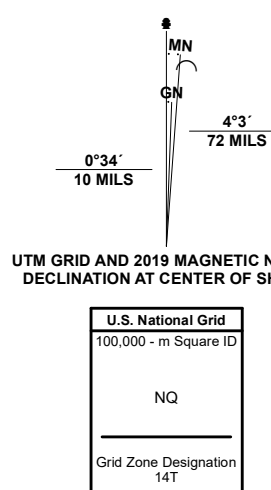 MN
GN
4°3´
72 MILS
0°34´
10 MILS
UTM GRID AND 2019 MAGNETIC
DECLINATION AT CENTER OF
U.S. National Grid
100,000 - m Square ID
NQ
Grid Zone Designation
14T